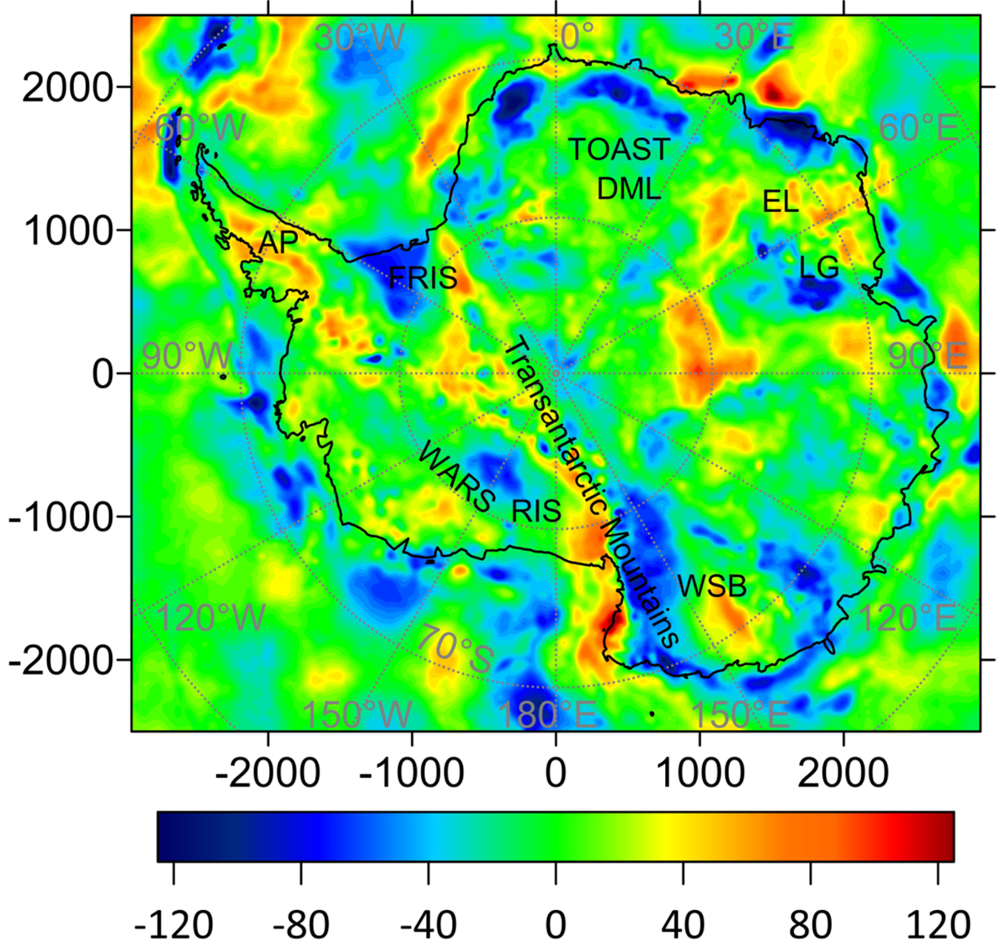 30°W
0°
30°E
2000
60°W
60°E
TOAST
DML
EL
1000
AP
LG
FRIS
90°W
90°E
0
Transantarctic Mountains
WARS
RIS
-1000
WSB
120°W
120°E
70°S
-2000
150°W
180°E
150°E
-2000
-1000
0
1000
2000
-120
-80
-40
0
40
80
120